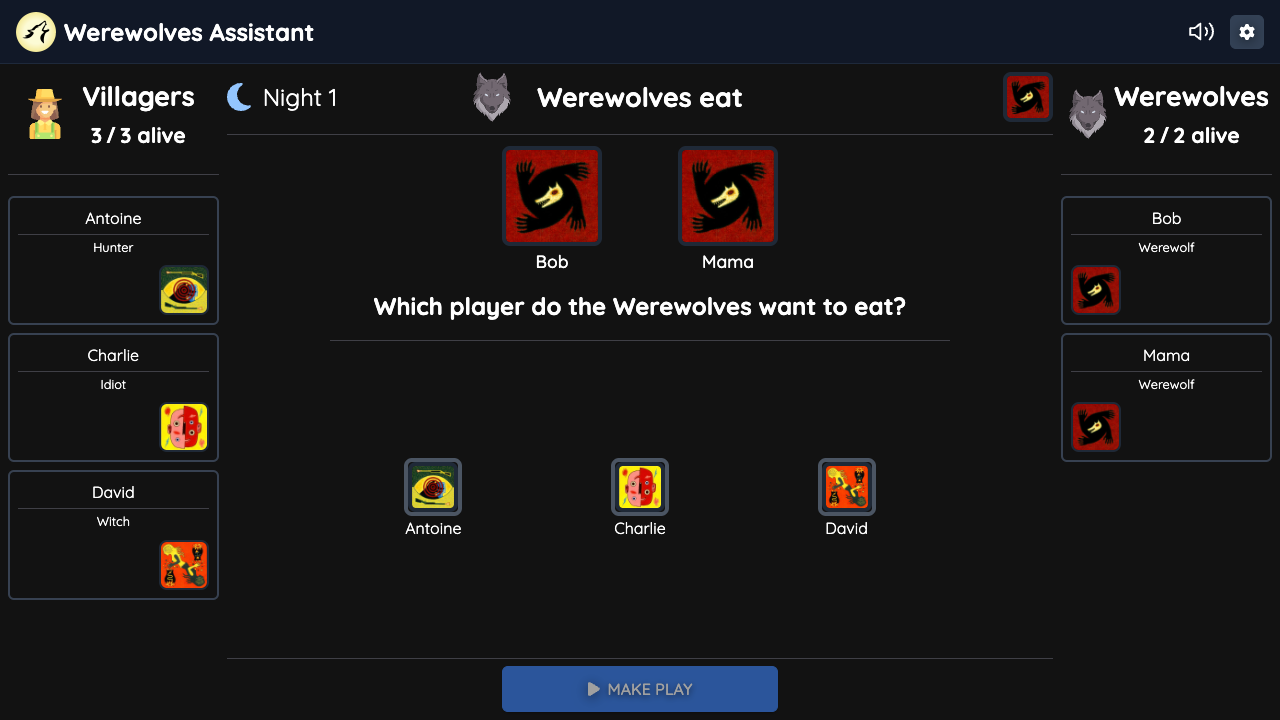 Werewolves Assistant
Villagers
3 / 3 alive
Night 1
Werewolves eat
Werewolves
2 / 2 alive
Antoine
Hunter
Charlie
Idiot
David
Witch
Bob
Mama
Which player do the Werewolves want to eat?
Antoine
Charlie
David
MAKE PLAY
Bob
Werewolf
Mama
Werewolf